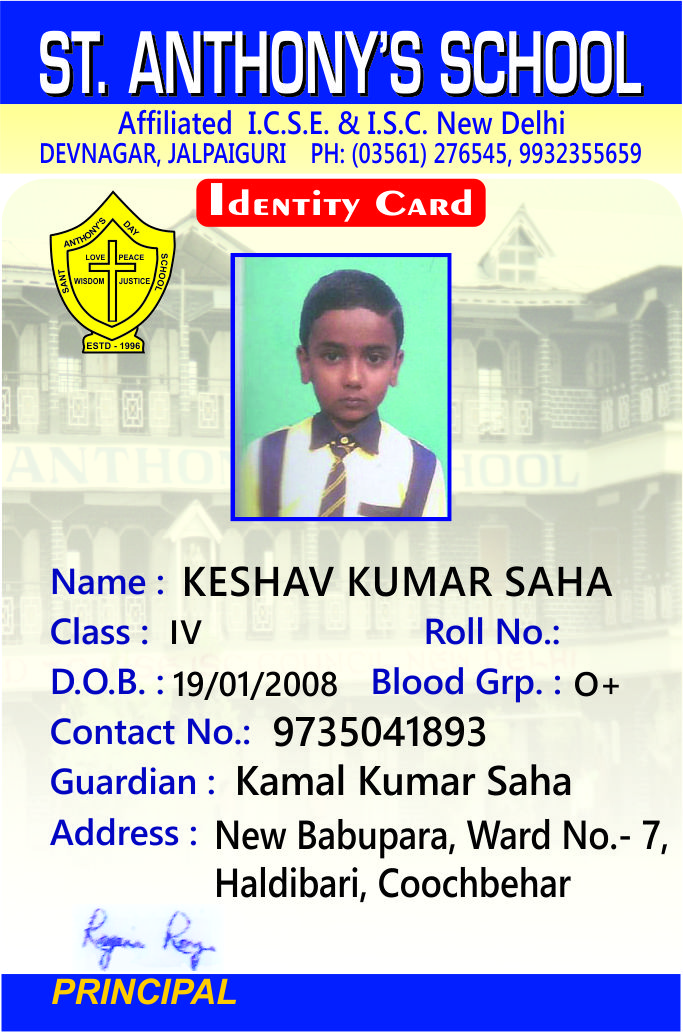 ST. ANTHONY'S SCHOOL
Affiliated I.C.S.E. & I.S.C. New Delhi
DEVNAGAR, JALPAIGURI PH: (03561) 276545, 9932355659
IDENTITY CARD
SAINT ANTHONY'S DAY SCHOOL
LOVE PEACE
WISDOM JUSTICE
ESTD - 1996
ANTHO HOOL
Name : KESHAV KUMAR SAHA
Class : IV Roll No.:
D.O.B. : 19/01/2008 Blood Grp. : O+
Contact No.: 9735041893
Guardian : Kamal Kumar Saha
Address : New Babupara, Ward No.- 7,
Haldibari, Coochbehar
PRINCIPAL